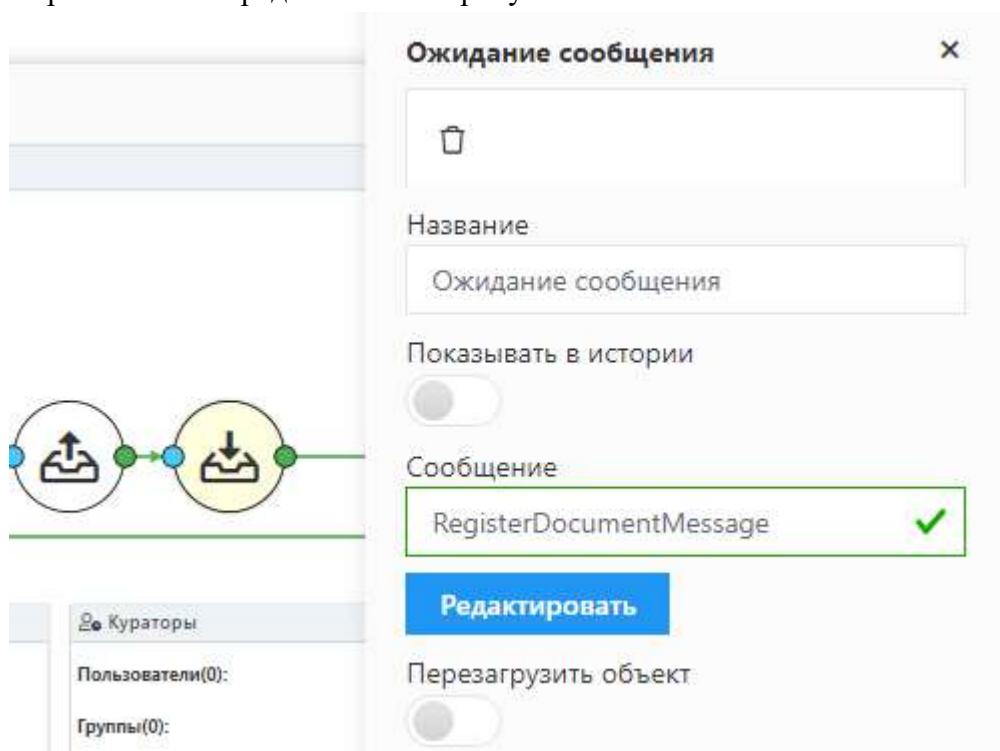 Ожидание сообщения
Название
Ожидание сообщения
Показывать в истории
Сообщение
RegisterDocumentMessage
Редактировать
Перезагрузить объект
Кураторы
Пользователи(0):
Группы(0):